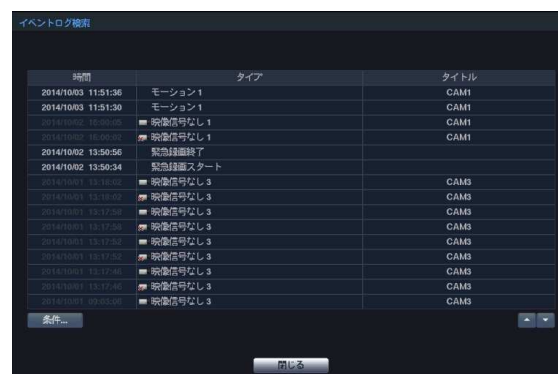 イベントログ検索
時間 タイプ タイトル
2014/10/03 11:51:36 モーション 1 CAM1
2014/10/03 11:51:30 モーション 1 CAM1
2014/10/02 16:00:05 映像信号なし 1 CAM1
2014/10/02 16:00:02 映像信号なし 1 CAM1
2014/10/02 13:50:56 緊急録画終了
2014/10/02 13:50:34 緊急録画スタート
2014/10/01 13:18:02 映像信号なし 3 CAM3
2014/10/01 13:18:02 映像信号なし 3 CAM3
2014/10/01 13:17:58 映像信号なし 3 CAM3
2014/10/01 13:17:58 映像信号なし 3 CAM3
2014/10/01 13:17:52 映像信号なし 3 CAM3
2014/10/01 13:17:52 映像信号なし 3 CAM3
2014/10/01 13:17:46 映像信号なし 3 CAM3
2014/10/01 13:17:46 映像信号なし 3 CAM3
2014/10/01 映像信号なし 3 CAM3
条件...
閉じる